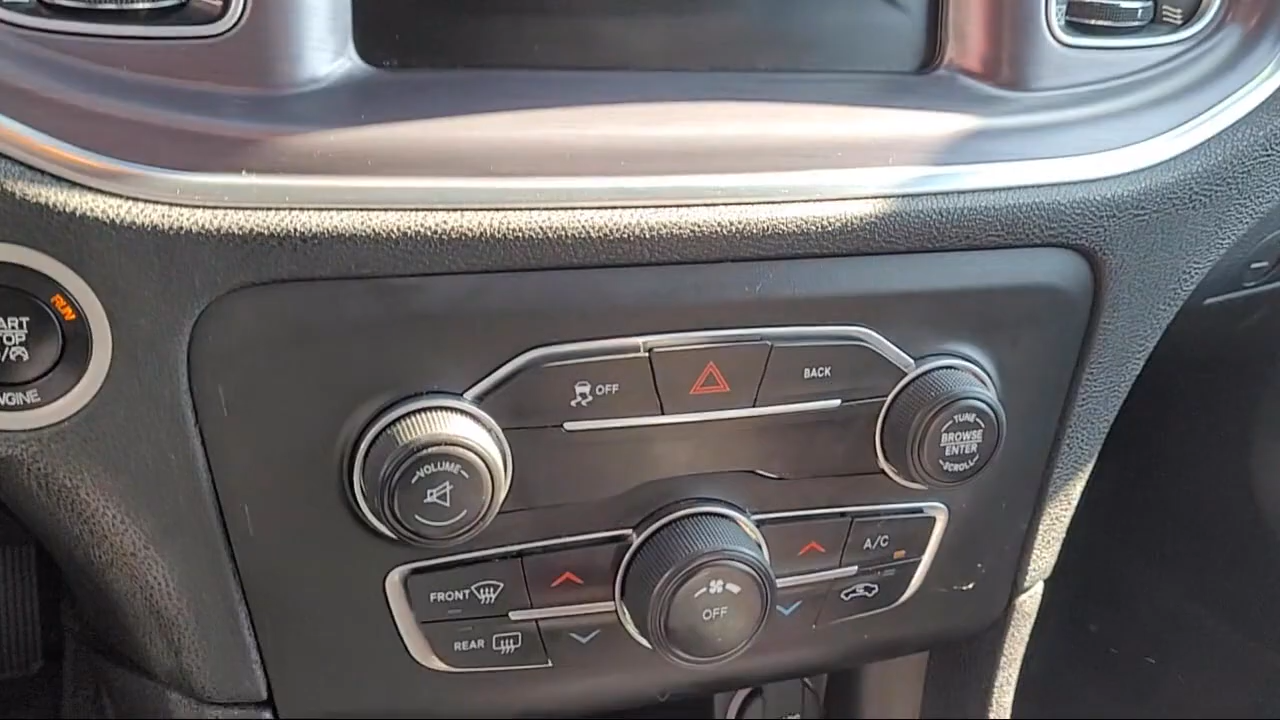 RUN
ENGINE
OFF
BACK
VOLUME
TUNE
BROWSE
ENTER
SCROLL
FRONT
A/C
OFF
REAR